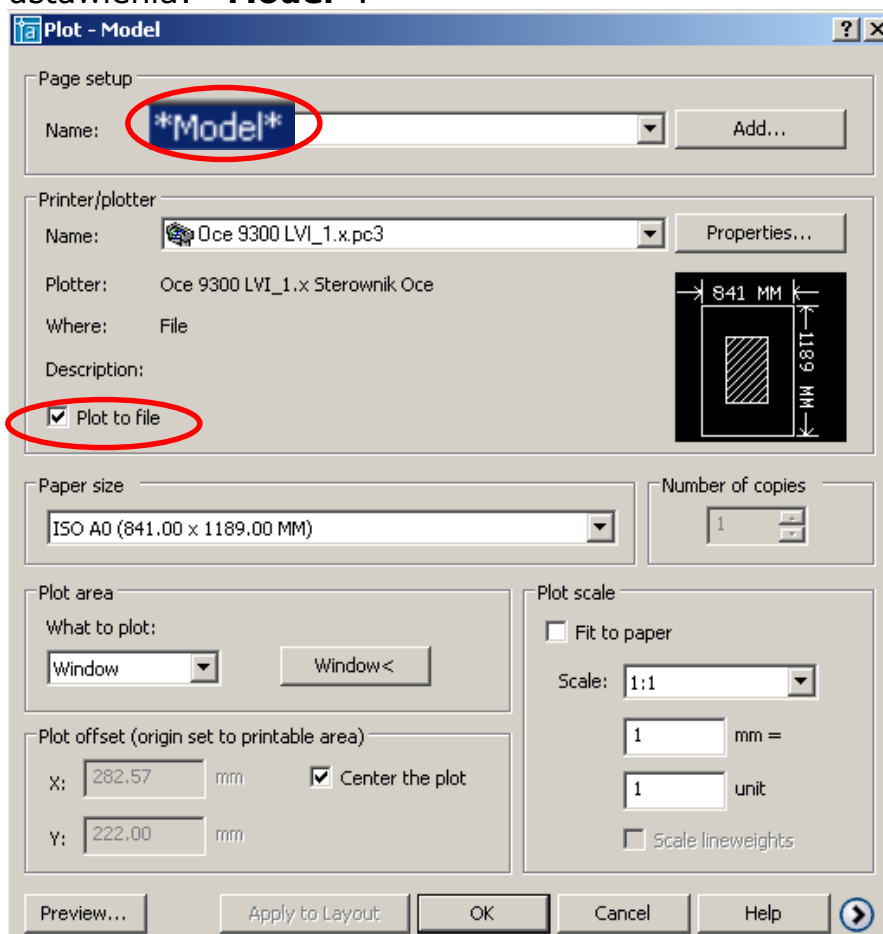 ustawienia: "*Model*".
Plot - Model
Page setup
Name: *Model* Add...
Printer/plotter
Name: Oce 9300 LVI_1.x.pc3 Properties...
Plotter: Oce 9300 LVI_1.x Sterownik Oce
841 MM
1189 MM
Where: File
Description:
Plot to file
Paper size
ISO A0 (841.00 x 1189.00 MM)
Number of copies
1
Plot area
What to plot:
Window Window<
Plot offset (origin set to printable area)
X: 282.57 mm Center the plot
Y: 222.00 mm
Plot scale
Fit to paper
Scale: 1:1
1 mm =
1 unit
Scale lineweights
Preview... Apply to Layout OK Cancel Help